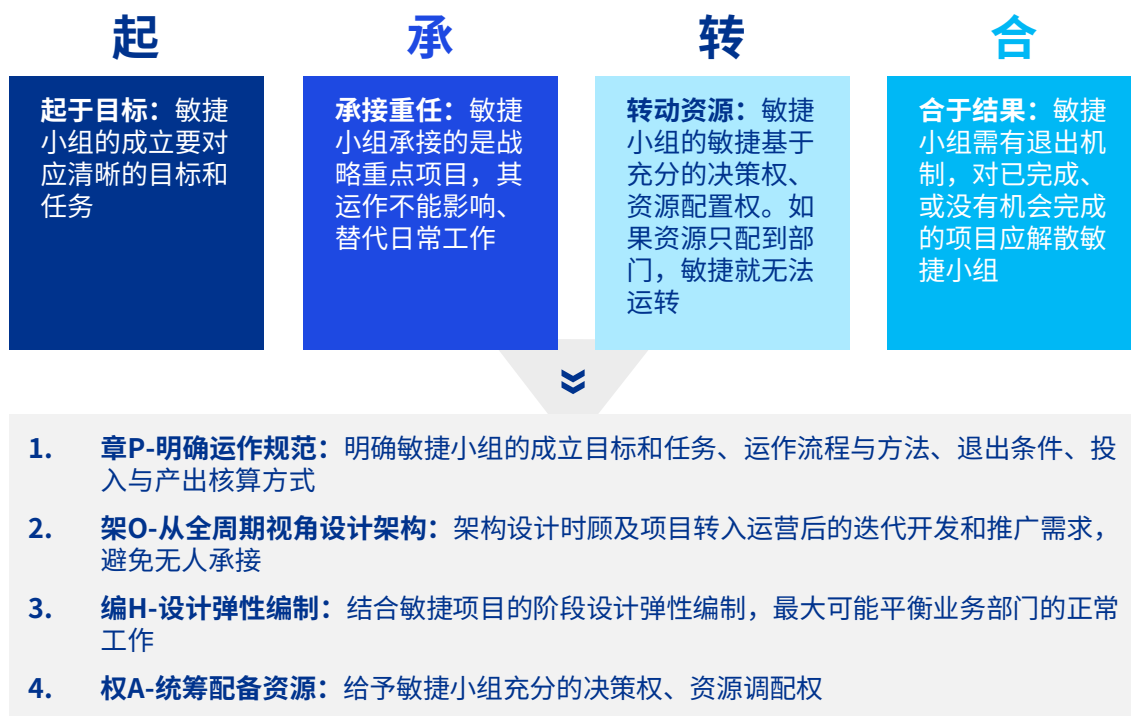 起
承
转
合
起于目标：敏捷
小组的成立要对
应清晰的目标和
任务
承接重任：敏捷
小组承接的是战
略重点项目，其
运作不能影响、
替代日常工作
转动资源：敏捷
小组的敏捷基于
充分的决策权、
资源配置权。如
果资源只配到部
门，敏捷就无法
运转
合于结果：敏捷
小组需有退出机
制，对已完成、
或没有机会完成
的项目应解散敏
捷小组
1. 章P-明确运作规范：明确敏捷小组的成立目标和任务、运作流程与方法、退出条件、投
入与产出核算方式
2. 架O-从全周期视角设计架构：架构设计时顾及项目转入运营后的迭代开发和推广需求，
避免无人承接
3. 编H-设计弹性编制：结合敏捷项目的阶段设计弹性编制，最大可能平衡业务部门的正常
工作
4. 权A-统筹配备资源：给予敏捷小组充分的决策权、资源调配权